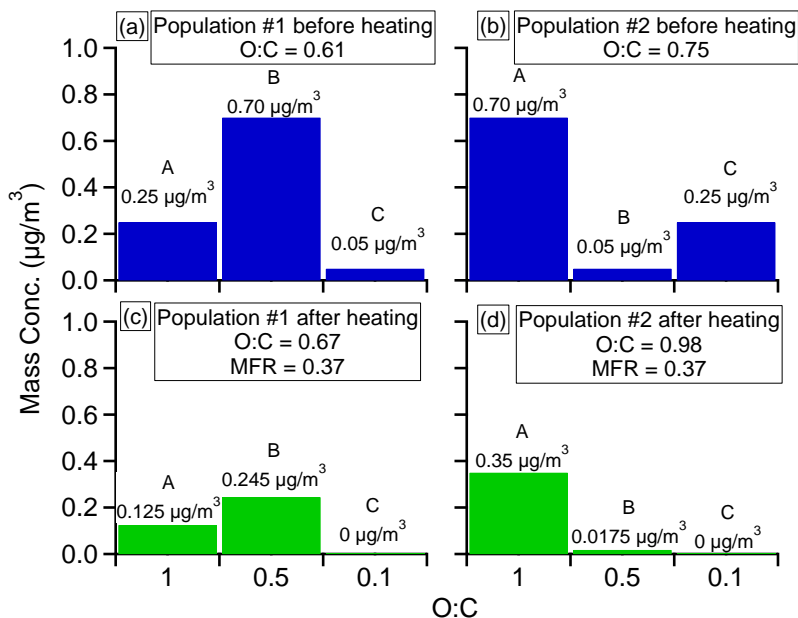 (a)
Population #1 before heating
O:C = 0.61
A
0.25 µg/m³
B
0.70 µg/m³
C
0.05 µg/m³
1.0
0.8
0.6
0.4
0.2
0.0
(b)
Population #2 before heating
O:C = 0.75
A
0.70 µg/m³
B
0.05 µg/m³
C
0.25 µg/m³
Mass Conc. (µg/m³)
(c)
Population #1 after heating
O:C = 0.67
MFR = 0.37
A
0.125 µg/m³
B
0.245 µg/m³
C
0 µg/m³
1.0
0.8
0.6
0.4
0.2
0.0
1 0.5 0.1
(d)
Population #2 after heating
O:C = 0.98
MFR = 0.37
A
0.35 µg/m³
B
0.0175 µg/m³
C
0 µg/m³
1 0.5 0.1
O:C